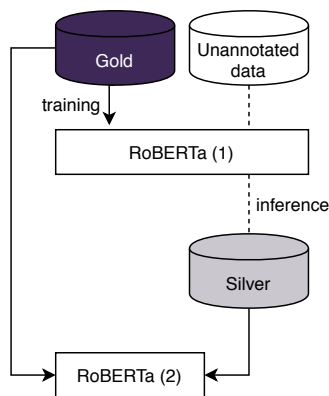 Gold
Unannotated
data
training
RoBERTa (1)
inference
Silver
RoBERTa (2)